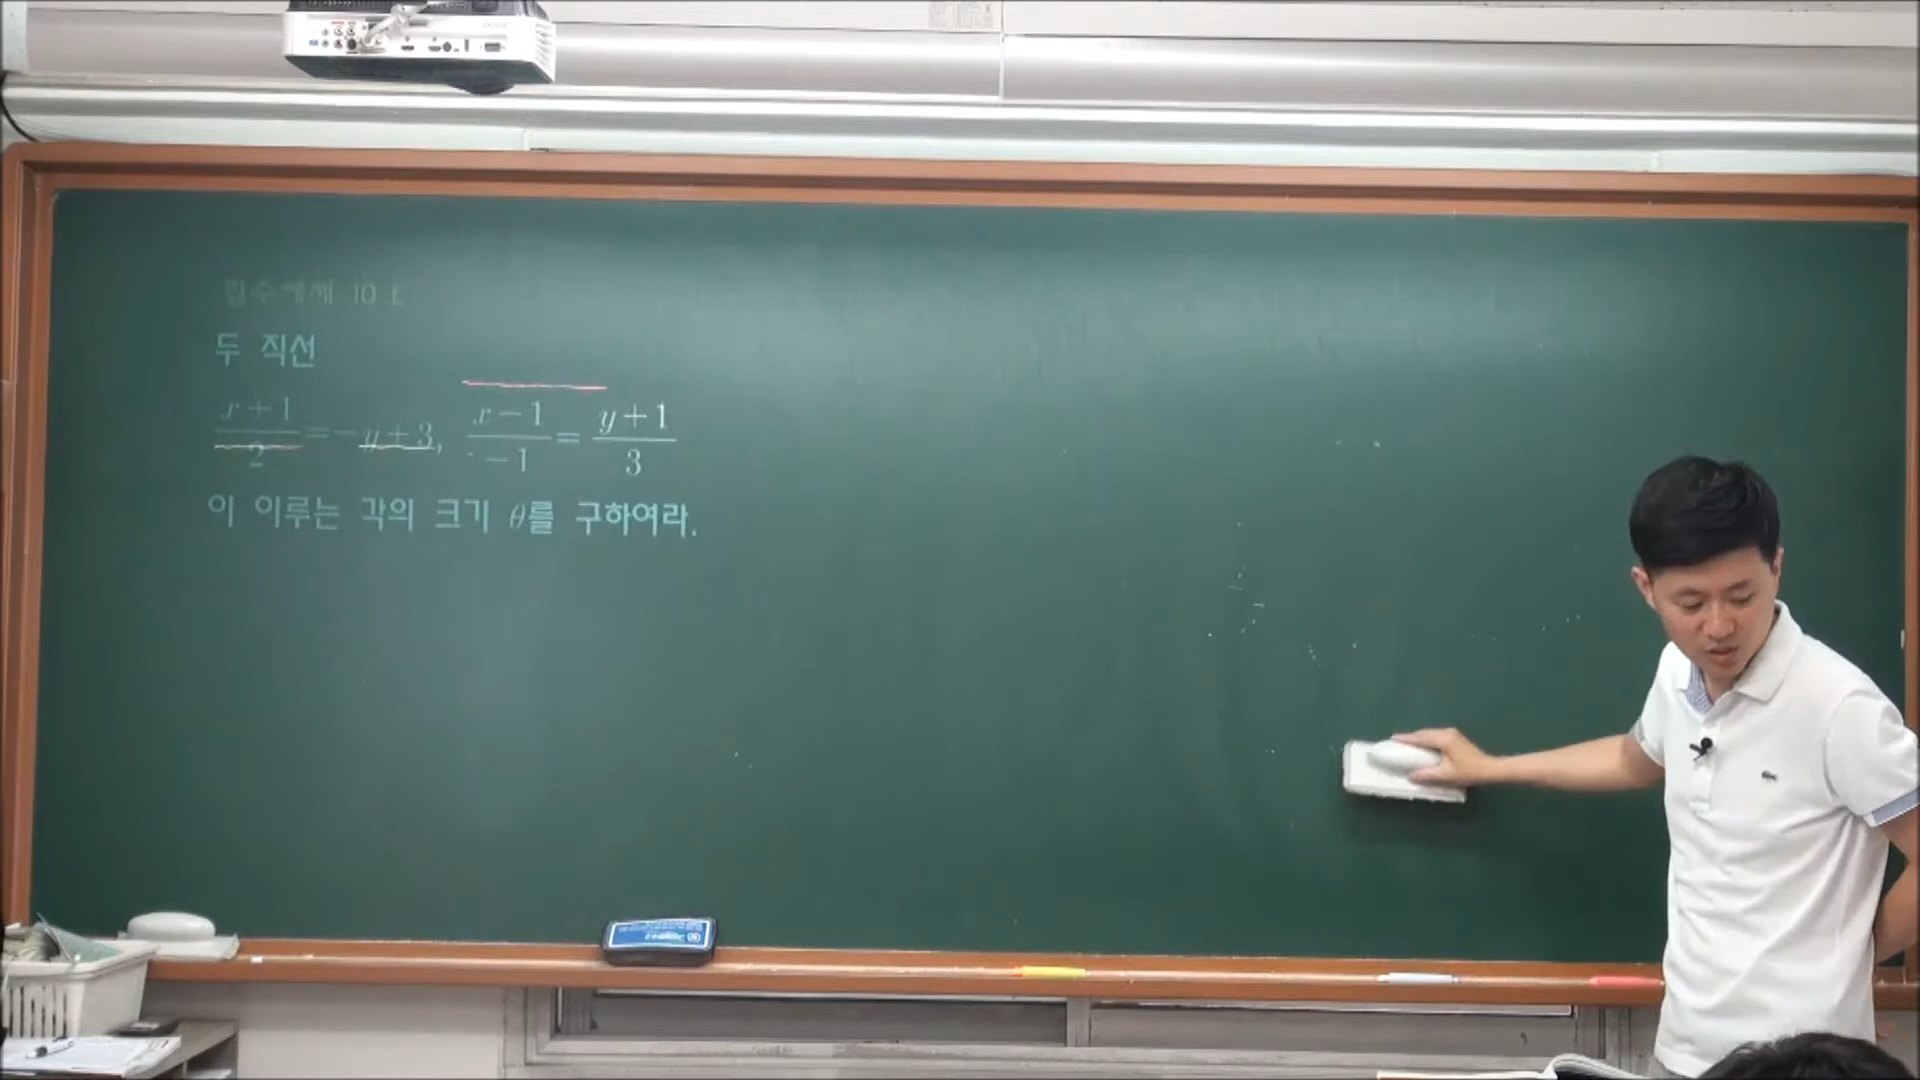 필수예제 10
두 직선
x+1/2=-y+3, x-1/-1=y+1/3
이 이루는 각의 크기 θ를 구하여라.